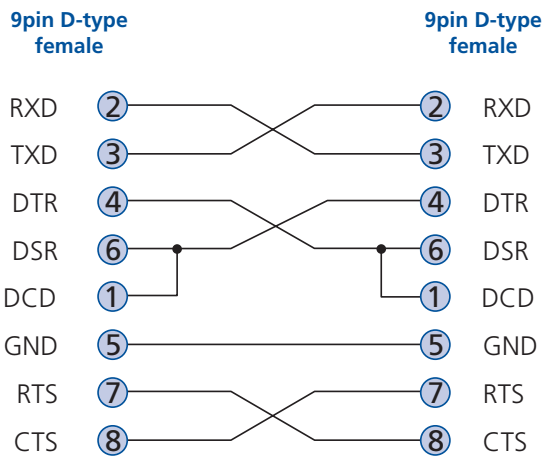 9pin D-type female 9pin D-type female
RXD 2 2 RXD
TXD 3 3 TXD
DTR 4 4 DTR
DSR 6 6 DSR
DCD 1 1 DCD
GND 5 5 GND
RTS 7 7 RTS
CTS 8 8 CTS